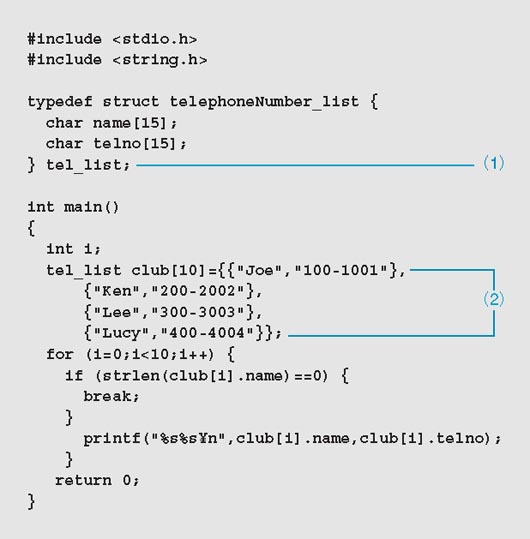 #include <stdio.h>
#include <string.h>

typedef struct telephoneNumber_list {
  char name[15];
  char telno[15];
} tel_list; (1)

int main()
{
  int i;
  tel_list club[10]={{"Joe","100-1001"},
      {"Ken","200-2002"}, (2)
      {"Lee","300-3003"},
      {"Lucy","400-4004"}};
  for (i=0;i<10;i++) {
    if (strlen(club[i].name)==0) {
      break;
    }
      printf("%s%s¥n",club[i].name,club[i].telno);
    }
   return 0;
}